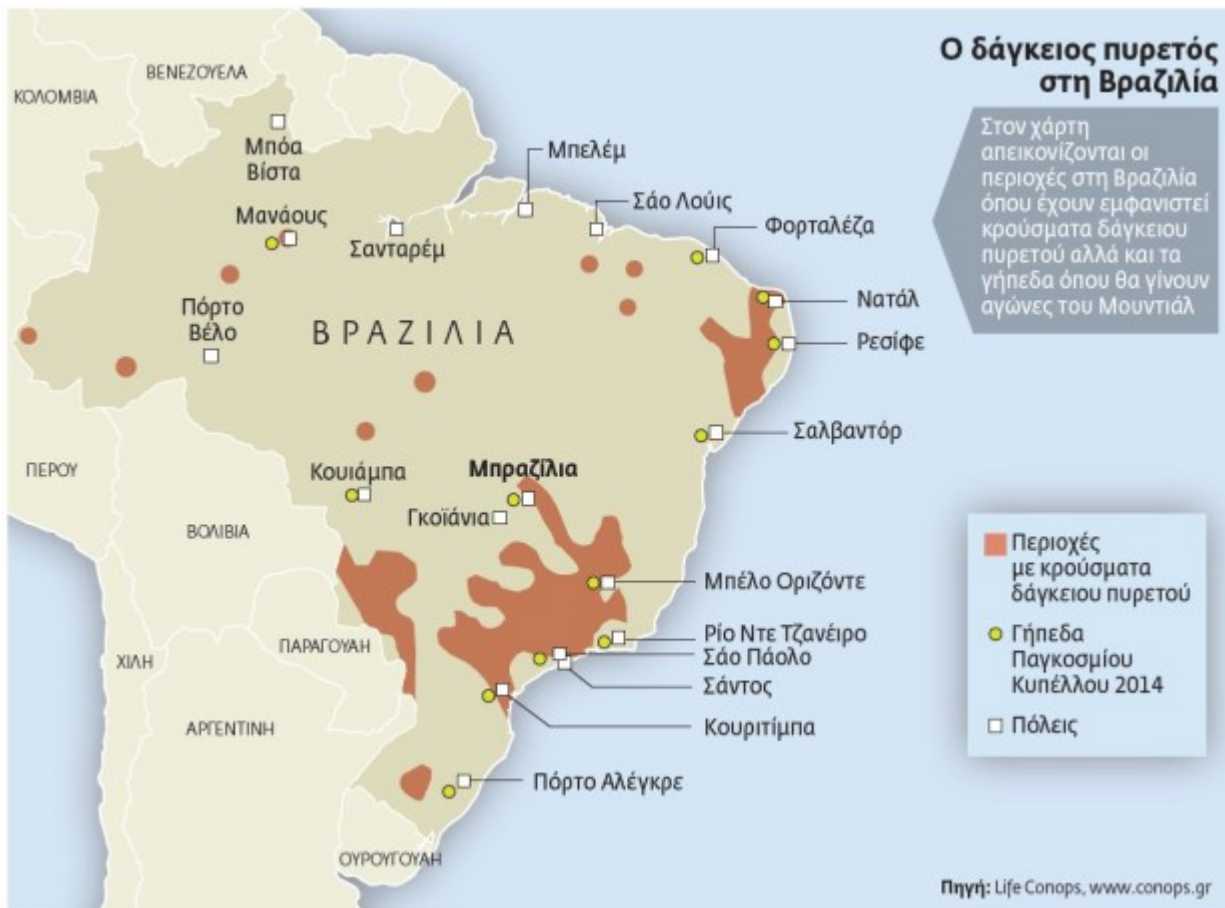 Ο δάγκειος πυρετός
στη Βραζιλία
Στον χάρτη
απεικονίζονται οι
περιοχές στη Βραζιλία
όπου έχουν εμφανιστεί
κρούσματα δάγκειου
πυρετού αλλά και τα
γήπεδα όπου θα γίνουν
αγώνες του Μουντιάλ
ΒΕΝΕΖΟΥΕΛΑ
ΚΟΛΟΜΒΙΑ
Μπόα
Βίστα
Μπελέμ
Μανάους
Σάο Λούις
Σανταρέμ
Φορταλέζα
Νατάλ
Πόρτο
Βέλο
ΒΡΑΖΙΛΙΑ
Ρεσίφε
Σαλβαντόρ
ΠΕΡΟΥ
Κουιάμπα
Μπραζίλια
Γκοϊάνια
ΒΟΛΙΒΙΑ
Μπέλο Οριζόντε
Ρίο Ντε Τζανέιρο
ΠΑΡΑΓΟΥΑΗ
Σάο Πάολο
ΧΙΛΗ
Σάντος
Κουριτίμπα
ΑΡΓΕΝΤΙΝΗ
Πόρτο Αλέγκρε
ΟΥΡΟΥΓΟΥΑΗ
Περιοχές
με κρούσματα
δάγκειου πυρετού
Γήπεδα
Παγκοσμίου
Κυπέλλου 2014
Πόλεις
Πηγή: Life Conops, www.conops.gr